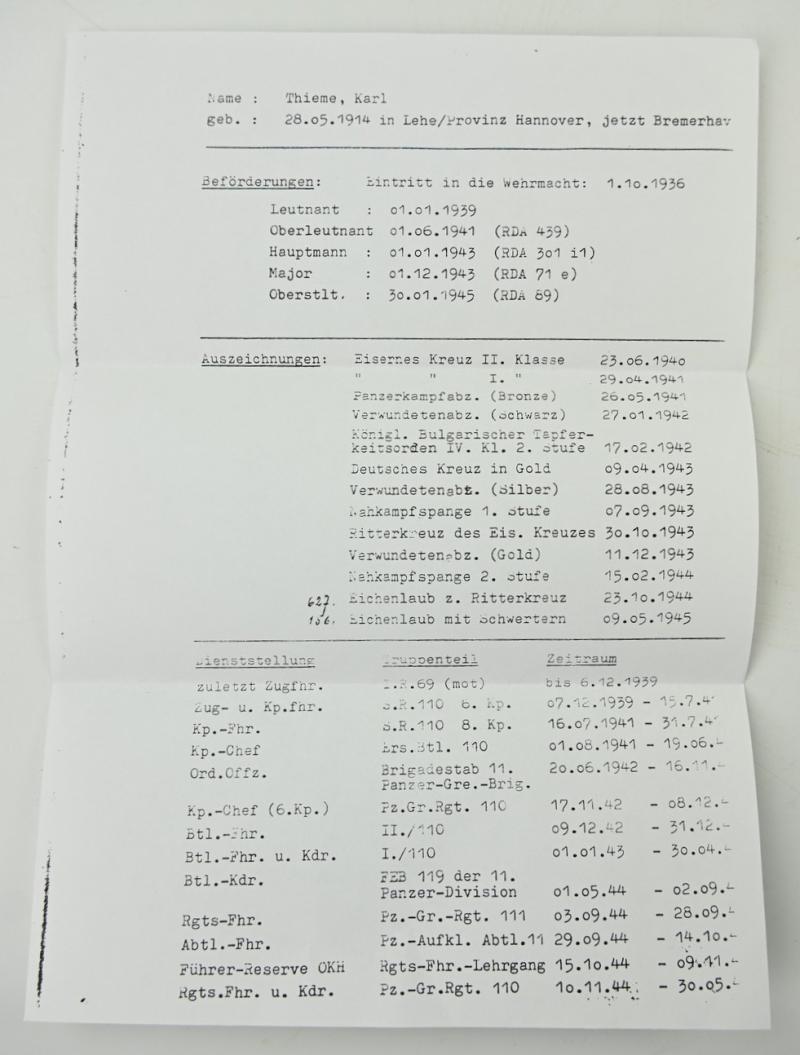 Name : Thieme, Karl
geb. : 28.05.1914 in Lehe/Provinz Hannover, jetzt Bremerhav
Beförderungen: Eintritt in die Wehrmacht: 1.10.1936
Leutnant : 01.01.1939
Oberleutnant 01.06.1941 (RDA 439)
Hauptmann : 01.01.1943 (RDA 301 i1)
Major : 01.12.1943 (RDA 71 e)
Oberstlt. : 30.01.1945 (RDA 69)
Auszeichnungen: Eisernes Kreuz II. Klasse 23.06.1940
" " I. " 29.04.1941
Panzerkampfabz. (Bronze) 26.05.1941
Verwundetenabz. (Schwarz) 27.01.1942
Königl. Bulgarischer Tapfer-
keitsorden IV. Kl. 2. Stufe 17.02.1942
Deutsches Kreuz in Gold 09.04.1943
Verwundetenabz. (Silber) 28.08.1943
Nahkampfspange 1. Stufe 07.09.1943
Ritterkreuz des Eis. Kreuzes 30.10.1943
Verwundetenabz. (Gold) 11.12.1943
Nahkampfspange 2. Stufe 15.02.1944
627. Eichenlaub z. Ritterkreuz 23.10.1944
156. Eichenlaub mit Schwertern 09.05.1945
Dienststellung Truppenteil Zeitraum
zuletzt Zugfhr. I.R.69 (mot) bis 6.12.1939
Zug- u. Kp.fhr. S.R.110 6. Kp. 07.12.1939 - 15.7.4
Kp.-Fhr. S.R.110 8. Kp. 16.07.1941 - 31.7.4
Kp.-Chef Ers.Btl. 110 01.08.1941 - 19.06.
Ord.Offz. Brigadestab 11. 20.06.1942 - 16.11.
Panzer-Gre.-Brig.
Kp.-Chef (6.Kp.) Pz.Gr.Rgt. 110 17.11.42 - 08.12.
Btl.-Fhr. II./110 09.12.42 - 31.12.
Btl.-Fhr. u. Kdr. I./110 01.01.43 - 30.04.
Btl.-Kdr. FEB 119 der 11.
Panzer-Division 01.05.44 - 02.09.
Rgts-Fhr. Pz.-Gr.-Rgt. 111 03.09.44 - 28.09.
Abtl.-Fhr. Pz.-Aufkl. Abtl.11 29.09.44 - 14.10.
Führer-Reserve OKH Rgts-Fhr.-Lehrgang 15.10.44 - 09.11.
Rgts.Fhr. u. Kdr. Pz.-Gr.Rgt. 110 10.11.44 - 30.05.